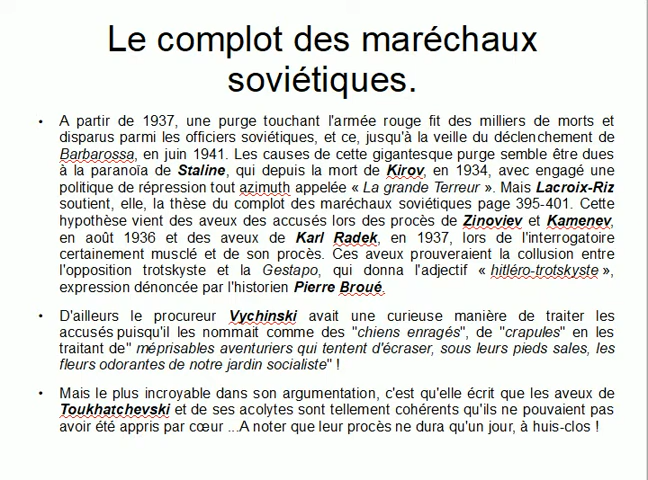 Le complot des maréchaux
soviétiques.
• A partir de 1937, une purge touchant l'armée rouge fit des milliers de morts et
disparus parmi les officiers soviétiques, et ce, jusqu'à la veille du déclenchement de
Barbarossa, en juin 1941. Les causes de cette gigantesque purge semble être dues
à la paranoïa de Staline, qui depuis la mort de Kirov, en 1934, avec engagé une
politique de répression tout azimuth appelée « La grande Terreur ». Mais Lacroix-Riz
soutient, elle, la thèse du complot des maréchaux soviétiques page 395-401. Cette
hypothèse vient des aveux des accusés lors des procès de Zinoviev et Kamenev,
en août 1936 et des aveux de Karl Radek, en 1937, lors de l'interrogatoire
certainement musclé et de son procès. Ces aveux prouveraient la collusion entre
l'opposition trotskyste et la Gestapo, qui donna l'adjectif « hitléro-trotskyste »,
expression dénoncée par l'historien Pierre Broué.
• D'ailleurs le procureur Vychinski avait une curieuse manière de traiter les
accusés puisqu'il les nommait comme des "chiens enragés", de "crapules" en les
traitant de" méprisables aventuriers qui tentent d'écraser, sous leurs pieds sales, les
fleurs odorantes de notre jardin socialiste" !
• Mais le plus incroyable dans son argumentation, c'est qu'elle écrit que les aveux de
Toukhatchevski et de ses acolytes sont tellement cohérents qu'ils ne pouvaient pas
avoir été appris par cœur ...A noter que leur procès ne dura qu'un jour, à huis-clos !